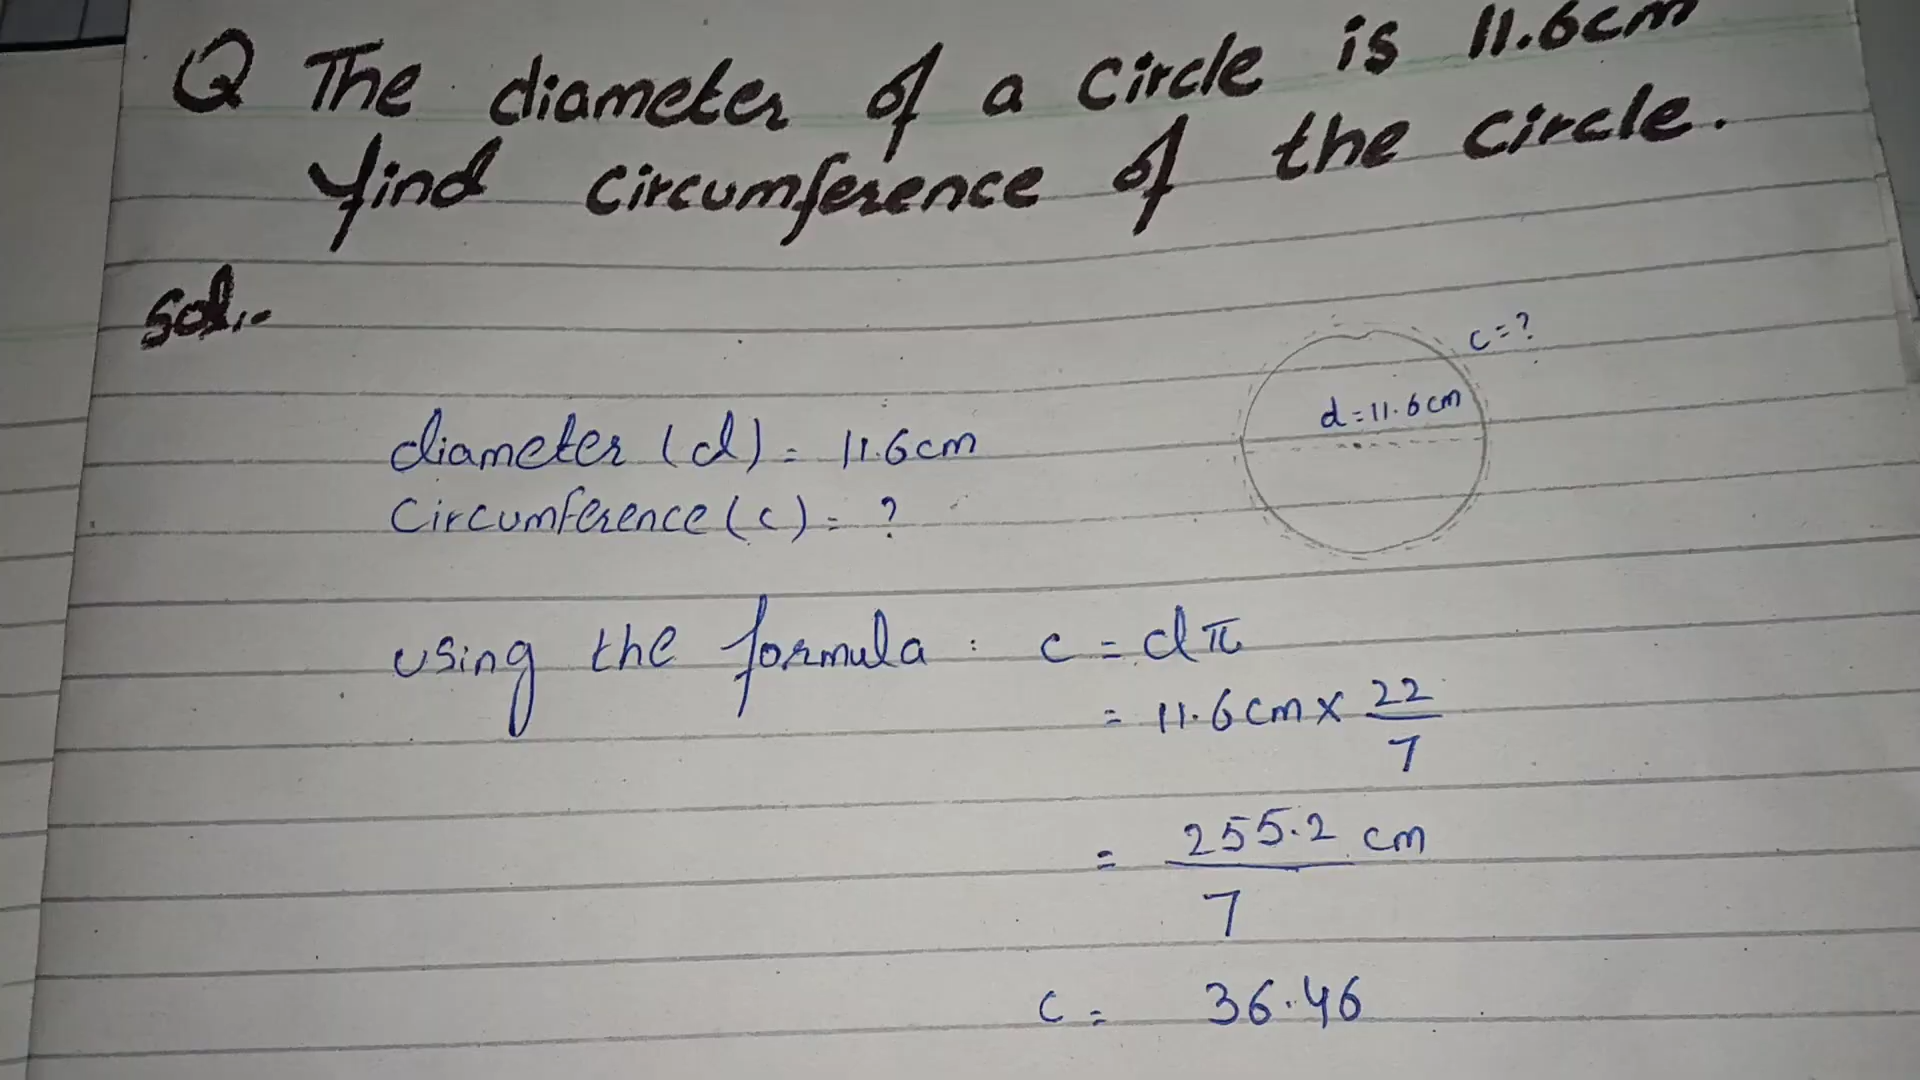 Q The diameter of a circle is 11.6cm
find circumference of the circle.
Sol:-
c=?
d=11.6cm
diameter (d) = 11.6cm
Circumference (c) = ?
using the formula : c = dπ
= 11.6cm × 22/7
= 255.2 cm/7
c = 36.46